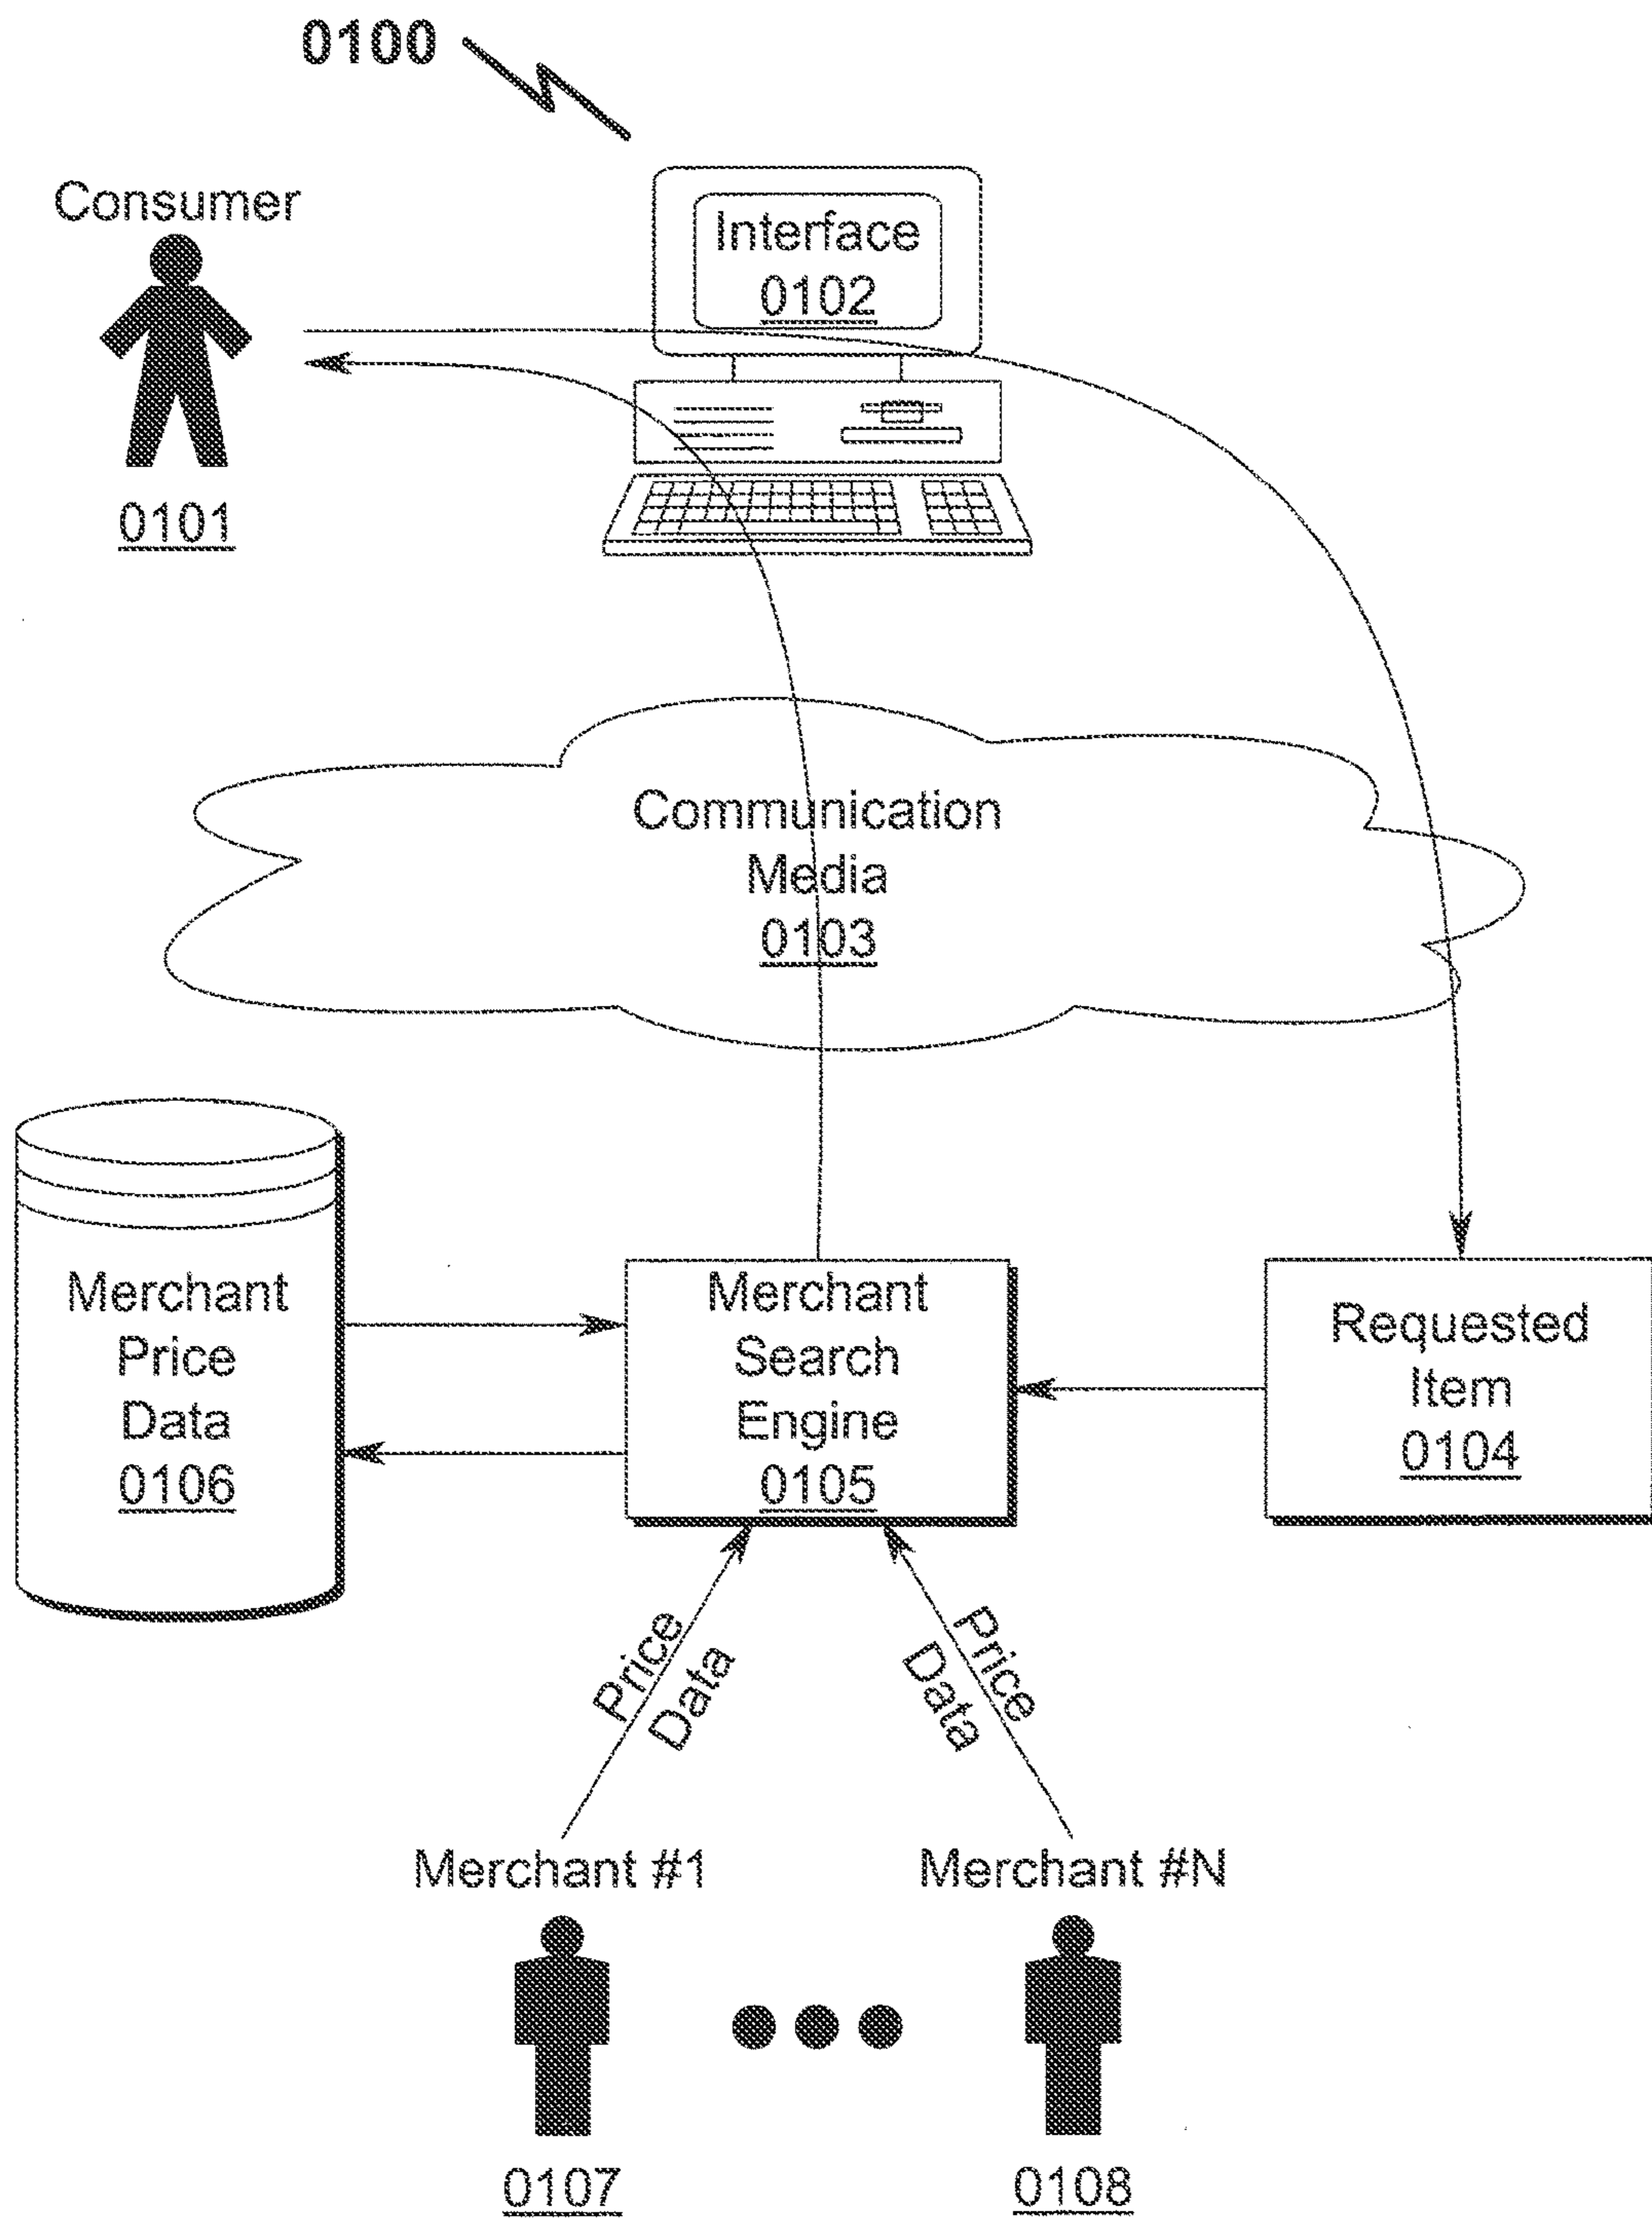 0100
Consumer
0101
Interface
0102
Communication
Media
0103
Merchant
Price
Data
0106
Merchant
Search
Engine
0105
Requested
Item
0104
Price
Data
Price
Data
Merchant #1
Merchant #N
0107
0108